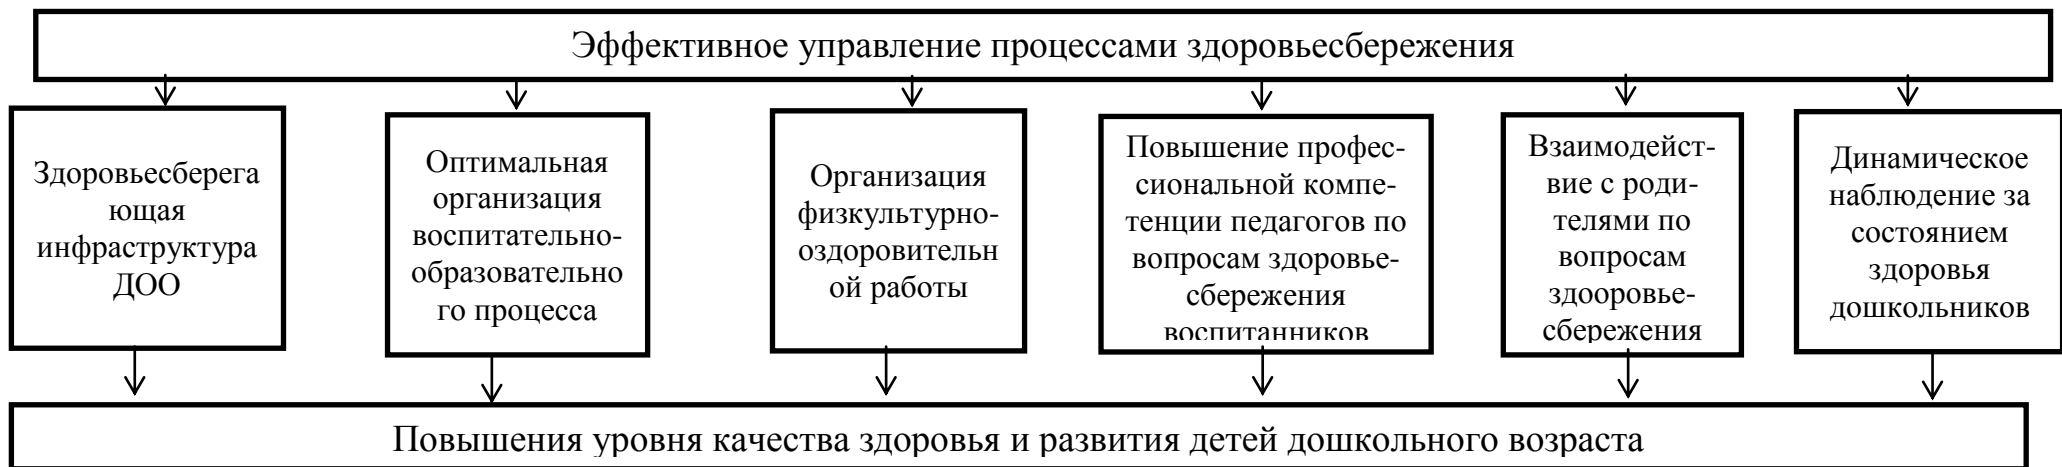 Эффективное управление процессами здоровьесбережения
Здоровьесберега
ющая
инфраструктура
ДОО
Оптимальная
организация
воспитательно-
образовательно
го процесса
Организация
физкультурно-
оздоровительн
ой работы
Повышение профес-
сиональной компе-
тенции педагогов по
вопросам здоровье-
сбережения
воспитанников
Взаимодейст-
вие с роди-
телями по
вопросам
здооровье-
сбережения
Динамическое
наблюдение за
состоянием
здоровья
дошкольников
Повышения уровня качества здоровья и развития детей дошкольного возраста